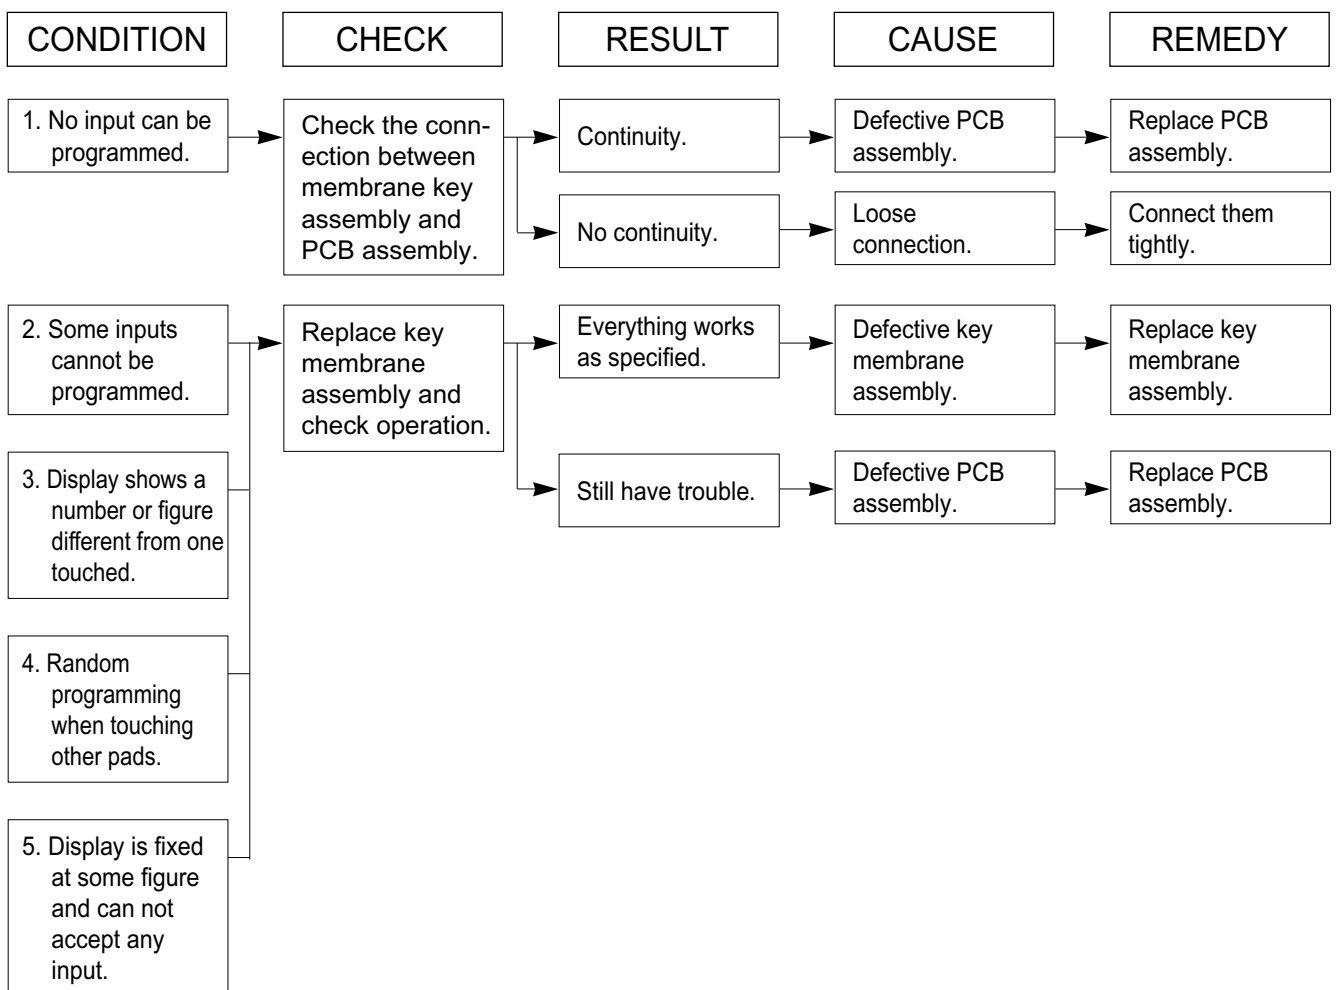 CONDITION
CHECK
RESULT
CAUSE
REMEDY
1. No input can be
programmed.
Check the conn-
ection between
membrane key
assembly and
PCB assembly.
Continuity.
Defective PCB
assembly.
Replace PCB
assembly.
No continuity.
Loose
connection.
Connect them
tightly.
2. Some inputs
cannot be
programmed.
Replace key
membrane
assembly and
check operation.
Everything works
as specified.
Defective key
membrane
assembly.
Replace key
membrane
assembly.
3. Display shows a
number or figure
different from one
touched.
Still have trouble.
Defective PCB
assembly.
Replace PCB
assembly.
4. Random
programming
when touching
other pads.
5. Display is fixed
at some figure
and can not
accept any
input.